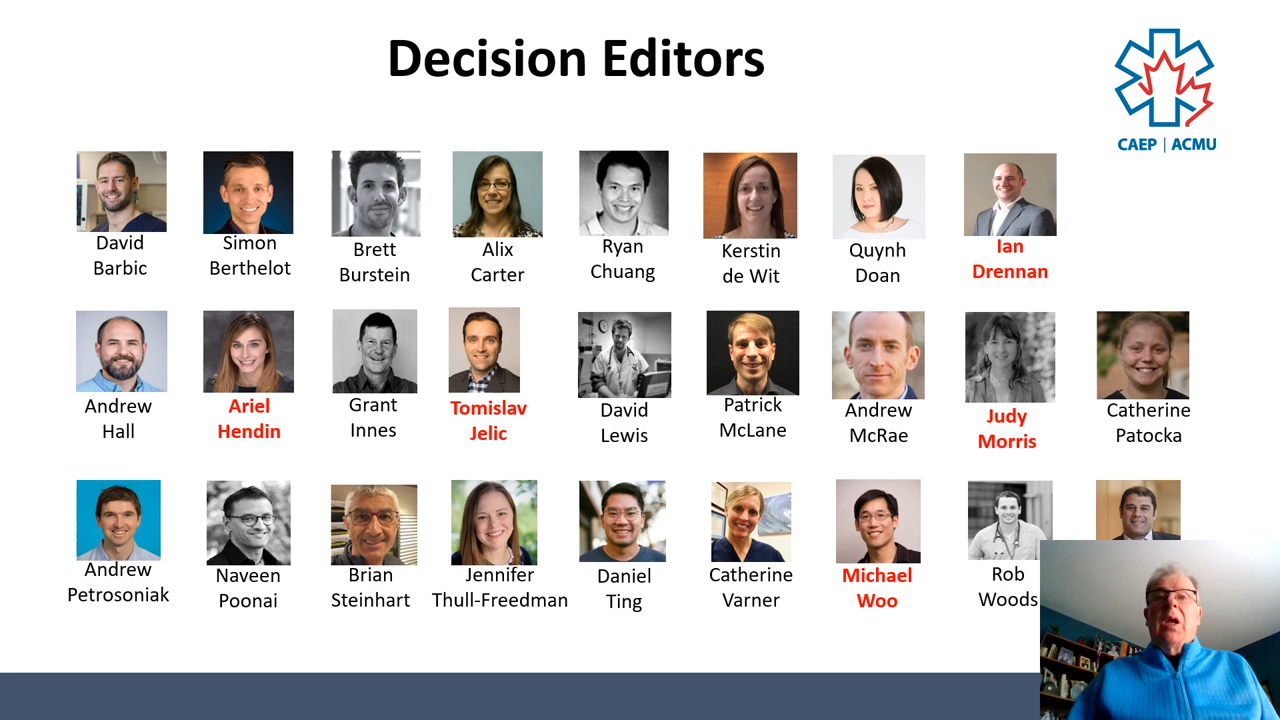 Decision Editors
CAEP | ACMU
David
Barbic
Simon
Berthelot
Brett
Burstein
Alix
Carter
Ryan
Chuang
Kerstin
de Wit
Quynh
Doan
Ian
Drennan
Andrew
Hall
Ariel
Hendin
Grant
Innes
Tomislav
Jelic
David
Lewis
Patrick
McLane
Andrew
McRae
Judy
Morris
Catherine
Patocka
Andrew
Petrosoniak
Naveen
Poonai
Brian
Steinhart
Jennifer
Thull-Freedman
Daniel
Ting
Catherine
Varner
Michael
Woo
Rob
Woods